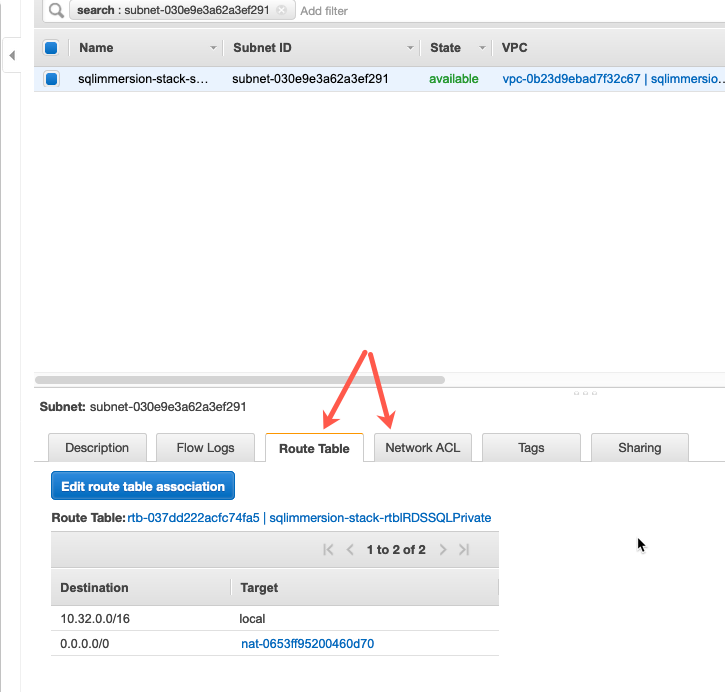 search : subnet-030e9e3a62a3ef291 Add filter
Name Subnet ID State VPC
sqlimmersion-stack-s... subnet-030e9e3a62a3ef291 available vpc-0b23d9ebad7f32c67 | sqlimmersio...
Subnet: subnet-030e9e3a62a3ef291
Description Flow Logs Route Table Network ACL Tags Sharing
Edit route table association
Route Table: rtb-037dd222acfc74fa5 | sqlimmersion-stack-rtblRDSSQLPrivate
1 to 2 of 2
Destination Target
10.32.0.0/16 local
0.0.0.0/0 nat-0653ff95200460d70